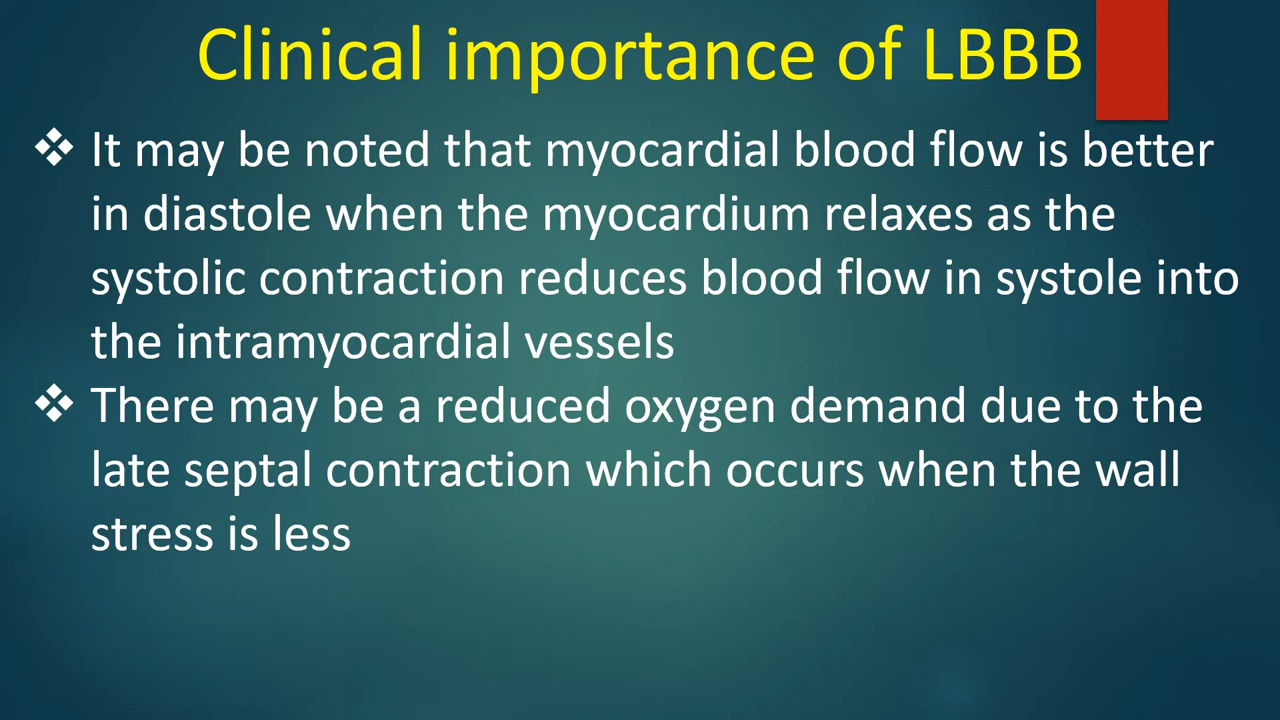 Clinical importance of LBBB
❖ It may be noted that myocardial blood flow is better
in diastole when the myocardium relaxes as the
systolic contraction reduces blood flow in systole into
the intramyocardial vessels
❖ There may be a reduced oxygen demand due to the
late septal contraction which occurs when the wall
stress is less